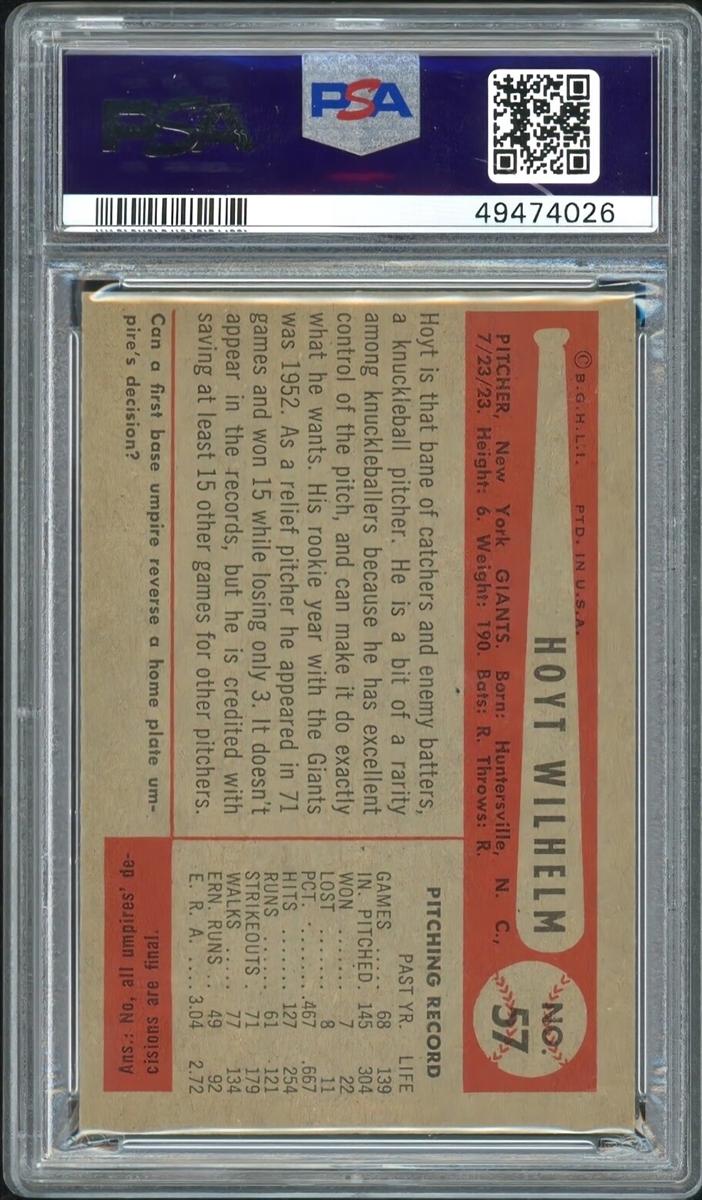 PSA
PSA
49474026
© B.G.H.L.I. PTD. IN U.S.A.
HOYT WILHELM
NO.
57
PITCHER, New York GIANTS. Born: Huntersville, N. C.,
7/23/23. Height: 6. Weight: 190. Bats: R. Throws: R.
Hoyt is that bane of catchers and enemy batters,
a knuckleball pitcher. He is a bit of a rarity
among knuckleballers because he has excellent
control of the pitch, and can make it do exactly
what he wants. His rookie year with the Giants
was 1952. As a relief pitcher he appeared in 71
games and won 15 while losing only 3. It doesn't
appear in the records, but he is credited with
saving at least 15 other games for other pitchers.
PITCHING RECORD
PAST YR. LIFE
GAMES ..... 68 139
IN. PITCHED. 145 304
WON ....... 7 22
LOST ....... 8 11
PCT. ...... .467 .667
HITS ....... 127 254
RUNS ...... 61 121
STRIKEOUTS . 71 179
WALKS ..... 77 134
ERN. RUNS .. 49 92
E. R. A. .... 3.04 2.72
Can a first base umpire reverse a home plate um-
pire's decision?
Ans.: No, all umpires, de-
cisions are final.